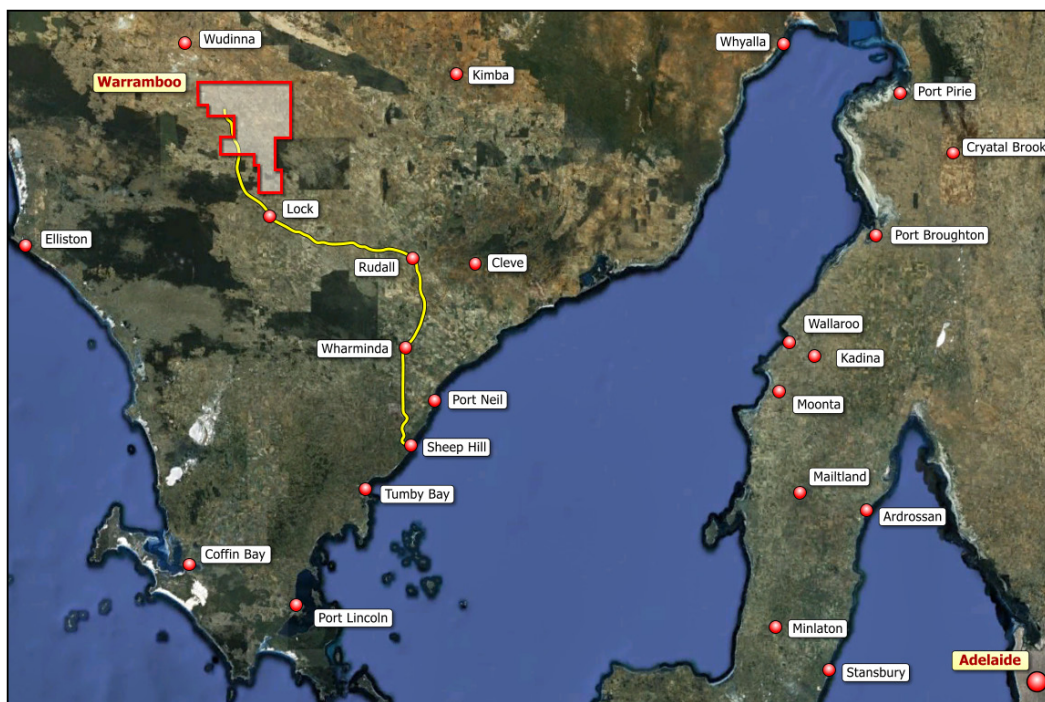 Wudinna
Whyalla
Kimba
Warramboo
Port Pirie
Cryatal Brook
Lock
Elliston
Port Broughton
Rudall
Cleve
Wallaroo
Wharminda
Kadina
Port Neil
Moonta
Sheep Hill
Mailtland
Tumby Bay
Ardrossan
Coffin Bay
Port Lincoln
Minlaton
Adelaide
Stansbury